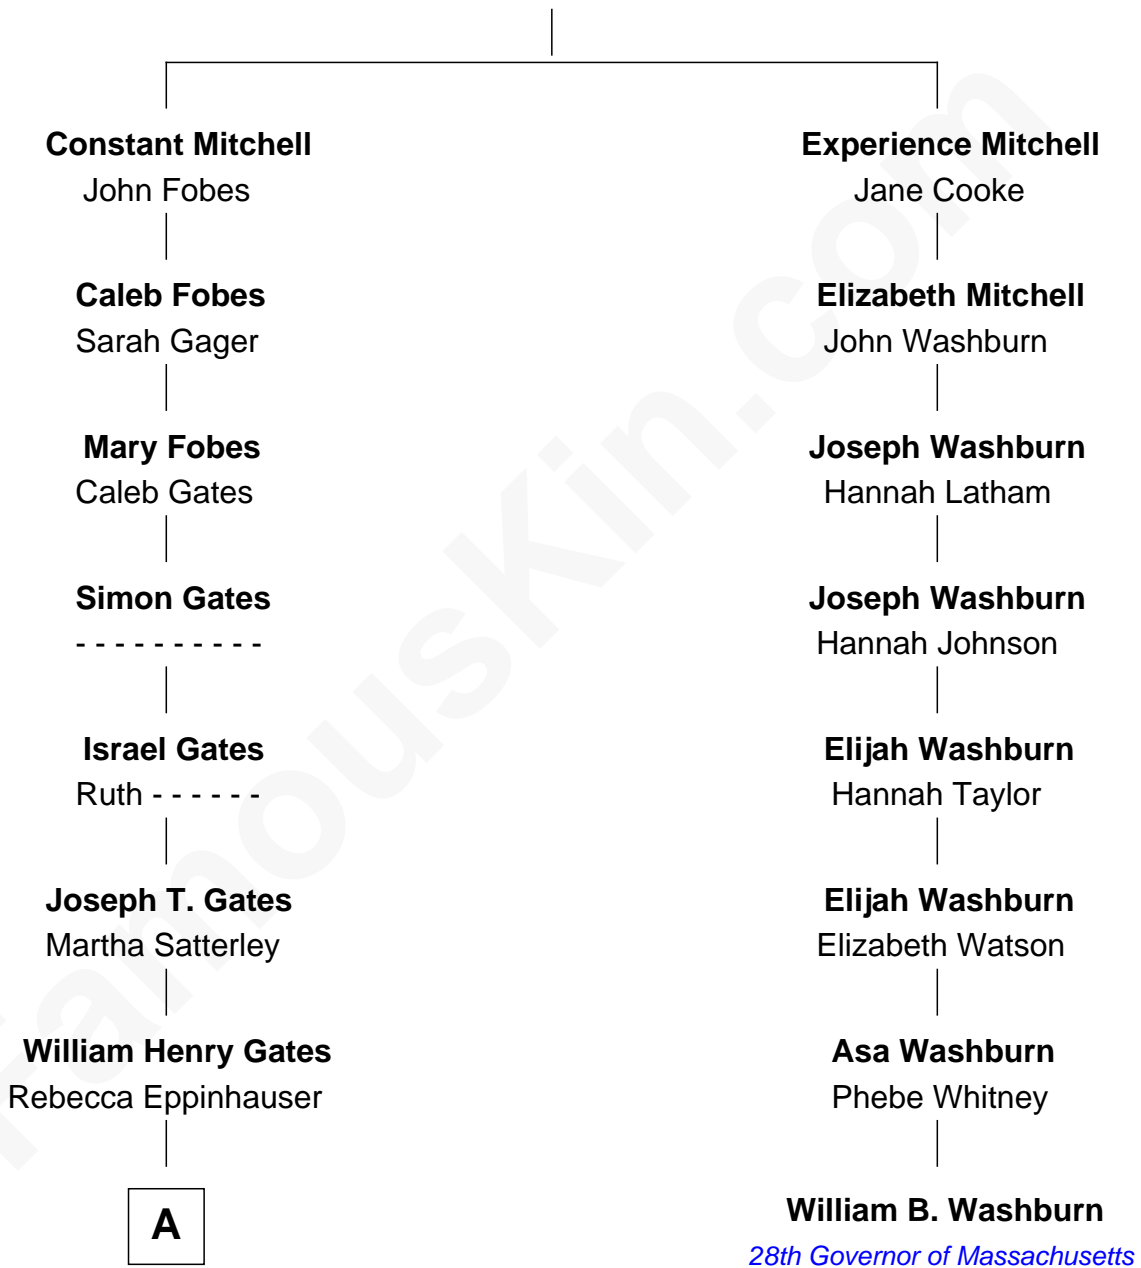 Constant Mitchell
John Fobes
Caleb Fobes
Sarah Gager
Mary Fobes
Caleb Gates
Simon Gates
- - - - - - - - - -
Israel Gates
Ruth - - - - - -
Joseph T. Gates
Martha Satterley
William Henry Gates
Rebecca Eppinhauser
A
Experience Mitchell
Jane Cooke
Elizabeth Mitchell
John Washburn
Joseph Washburn
Hannah Latham
Joseph Washburn
Hannah Johnson
Elijah Washburn
Hannah Taylor
Elijah Washburn
Elizabeth Watson
Asa Washburn
Phebe Whitney
William B. Washburn
28th Governor of Massachusetts
FamousKin.com